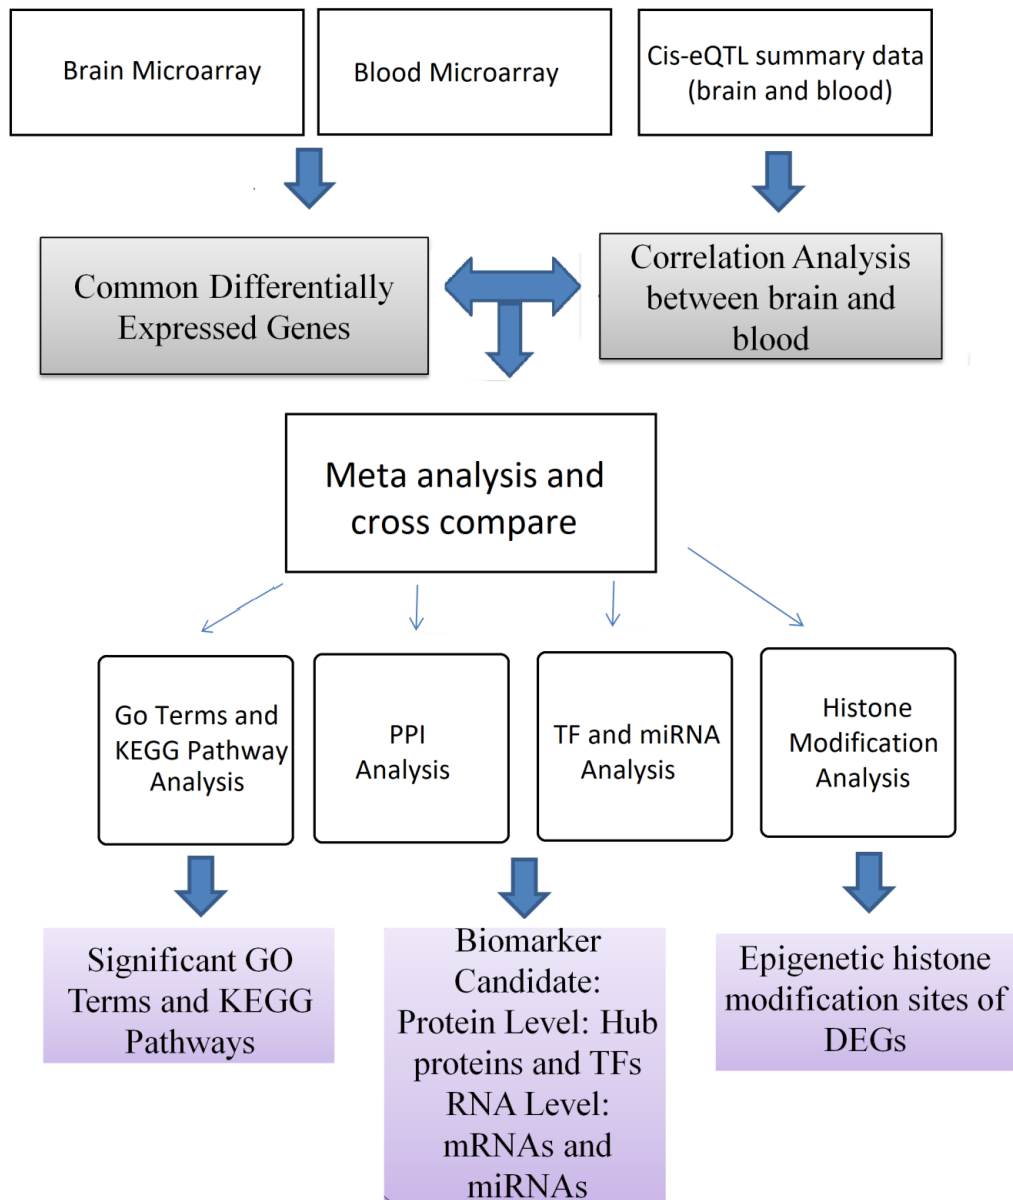 Brain Microarray
Blood Microarray
Cis-eQTL summary data
(brain and blood)
Common Differentially
Expressed Genes
Correlation Analysis
between brain and
blood
Meta analysis and
cross compare
Go Terms and
KEGG Pathway
Analysis
PPI
Analysis
TF and miRNA
Analysis
Histone
Modification
Analysis
Significant GO
Terms and KEGG
Pathways
Biomarker
Candidate:
Protein Level: Hub
proteins and TFs
RNA Level:
mRNAs and
miRNAs
Epigenetic histone
modification sites of
DEGs